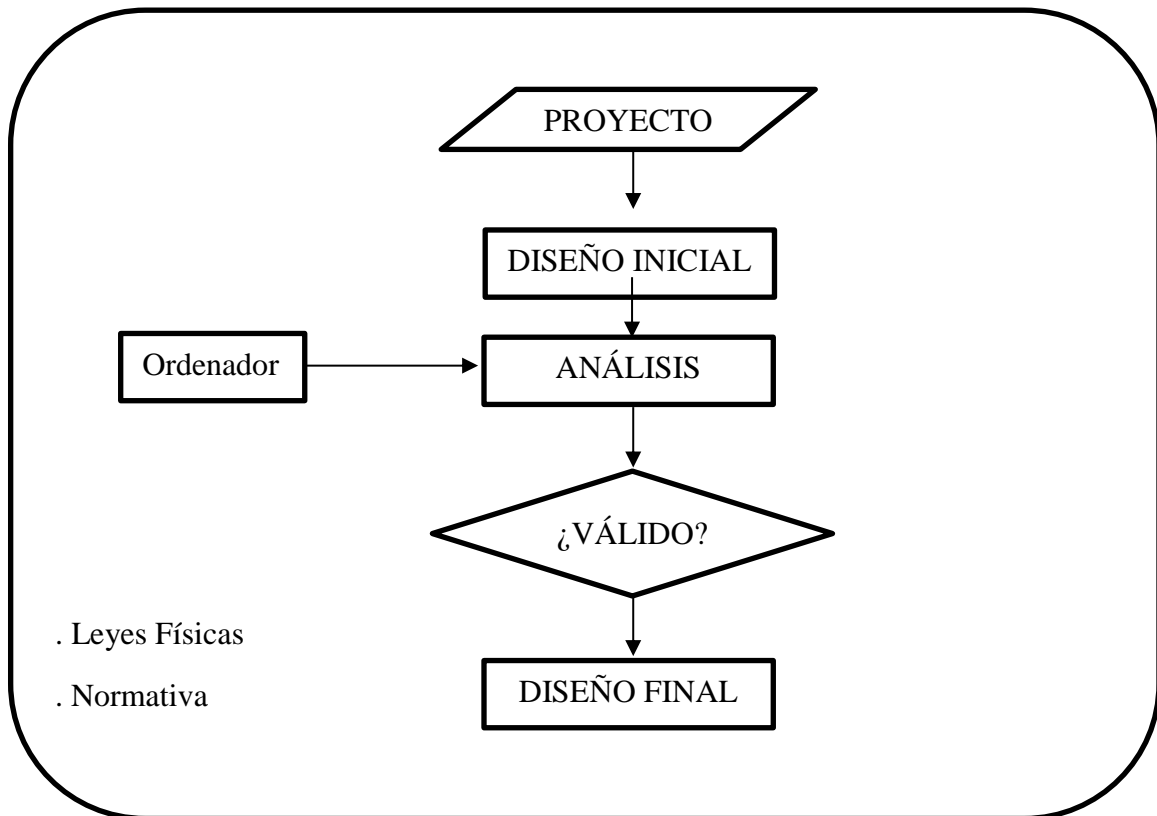 PROYECTO
DISEÑO INICIAL
Ordenador
ANÁLISIS
¿VÁLIDO?
. Leyes Físicas
. Normativa
DISEÑO FINAL